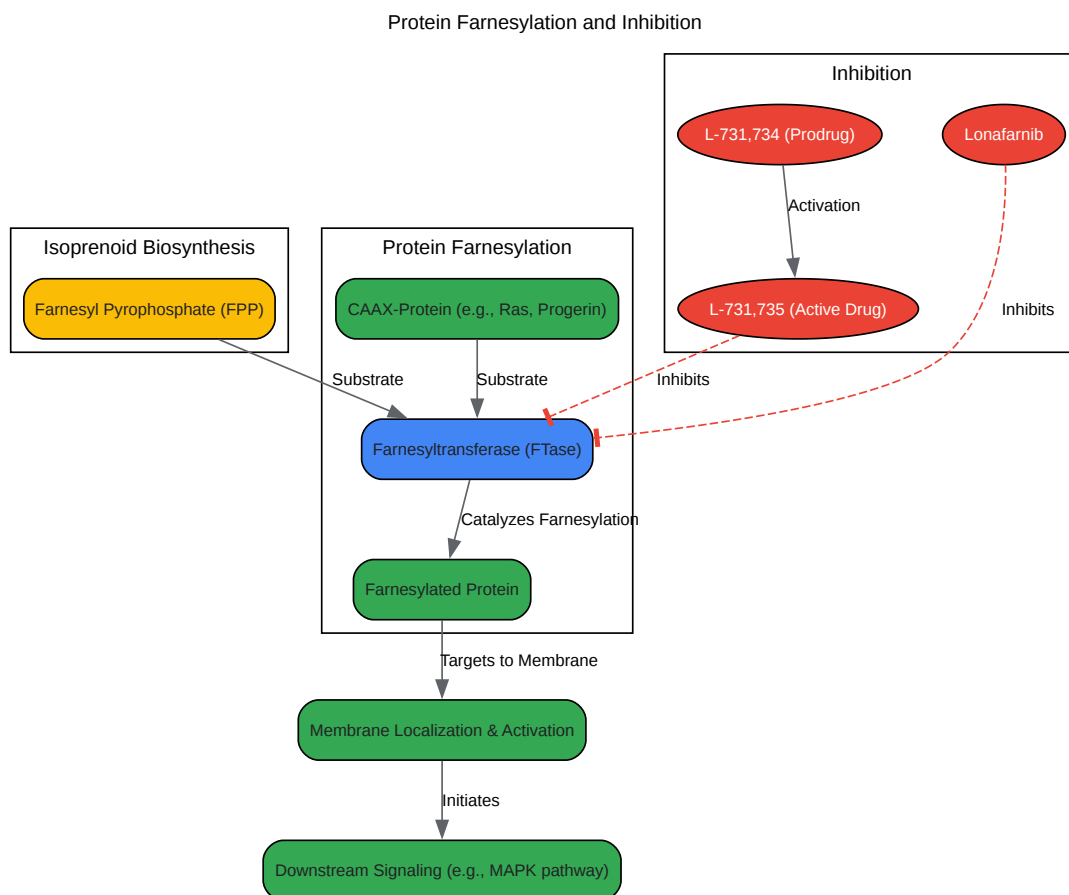 Protein Farnesylation and Inhibition
Inhibition
L-731,734 (Prodrug)
Lonafarnib
Activation
Isoprenoid Biosynthesis
Protein Farnesylation
Farnesyl Pyrophosphate (FPP)
CAAX-Protein (e.g., Ras, Progerin)
L-731,735 (Active Drug)
Inhibits
Substrate
Substrate
Inhibits
Farnesyltransferase (FTase)
Catalyzes Farnesylation
Farnesylated Protein
Targets to Membrane
Membrane Localization & Activation
Initiates
Downstream Signaling (e.g., MAPK pathway)